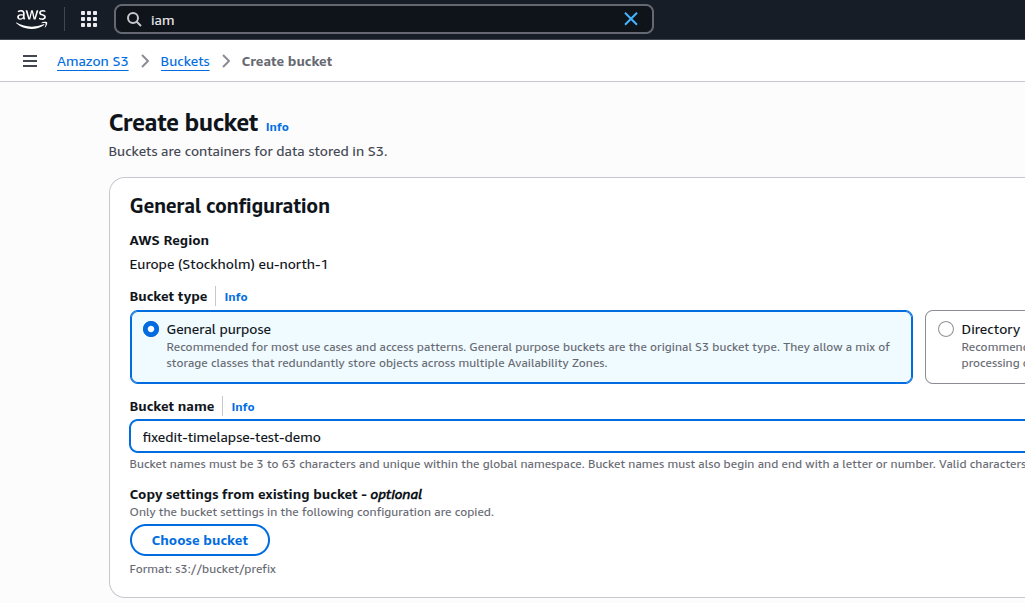 aws
iam
Amazon S3 > Buckets > Create bucket
Create bucket Info
Buckets are containers for data stored in S3.
General configuration
AWS Region
Europe (Stockholm) eu-north-1
Bucket type Info
General purpose
Recommended for most use cases and access patterns. General purpose buckets are the original S3 bucket type. They allow a mix of
storage classes that redundantly store objects across multiple Availability Zones.
Directory
Bucket name Info
fixedit-timelapse-test-demo
Bucket names must be 3 to 63 characters and unique within the global namespace. Bucket names must also begin and end with a letter or number. Valid characters
Copy settings from existing bucket - optional
Only the bucket settings in the following configuration are copied.
Choose bucket
Format: s3://bucket/prefix